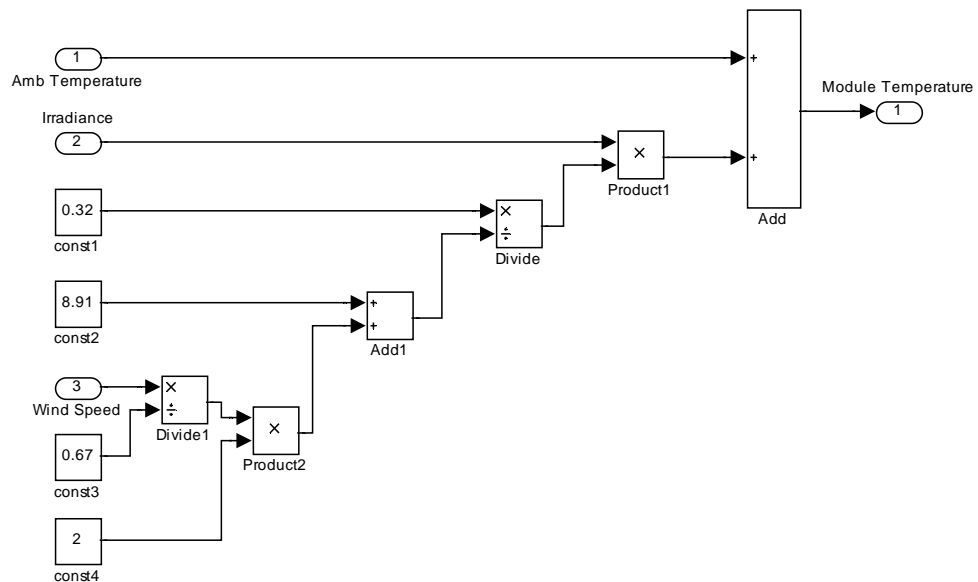 1
Amb Temperature
Irradiance
2
0.32
const1
8.91
const2
3
Wind Speed
0.67
const3
2
const4
×
÷
Divide1
×
Product2
+
+
Add1
×
÷
Divide
×
Product1
+
+
Add
Module Temperature
1